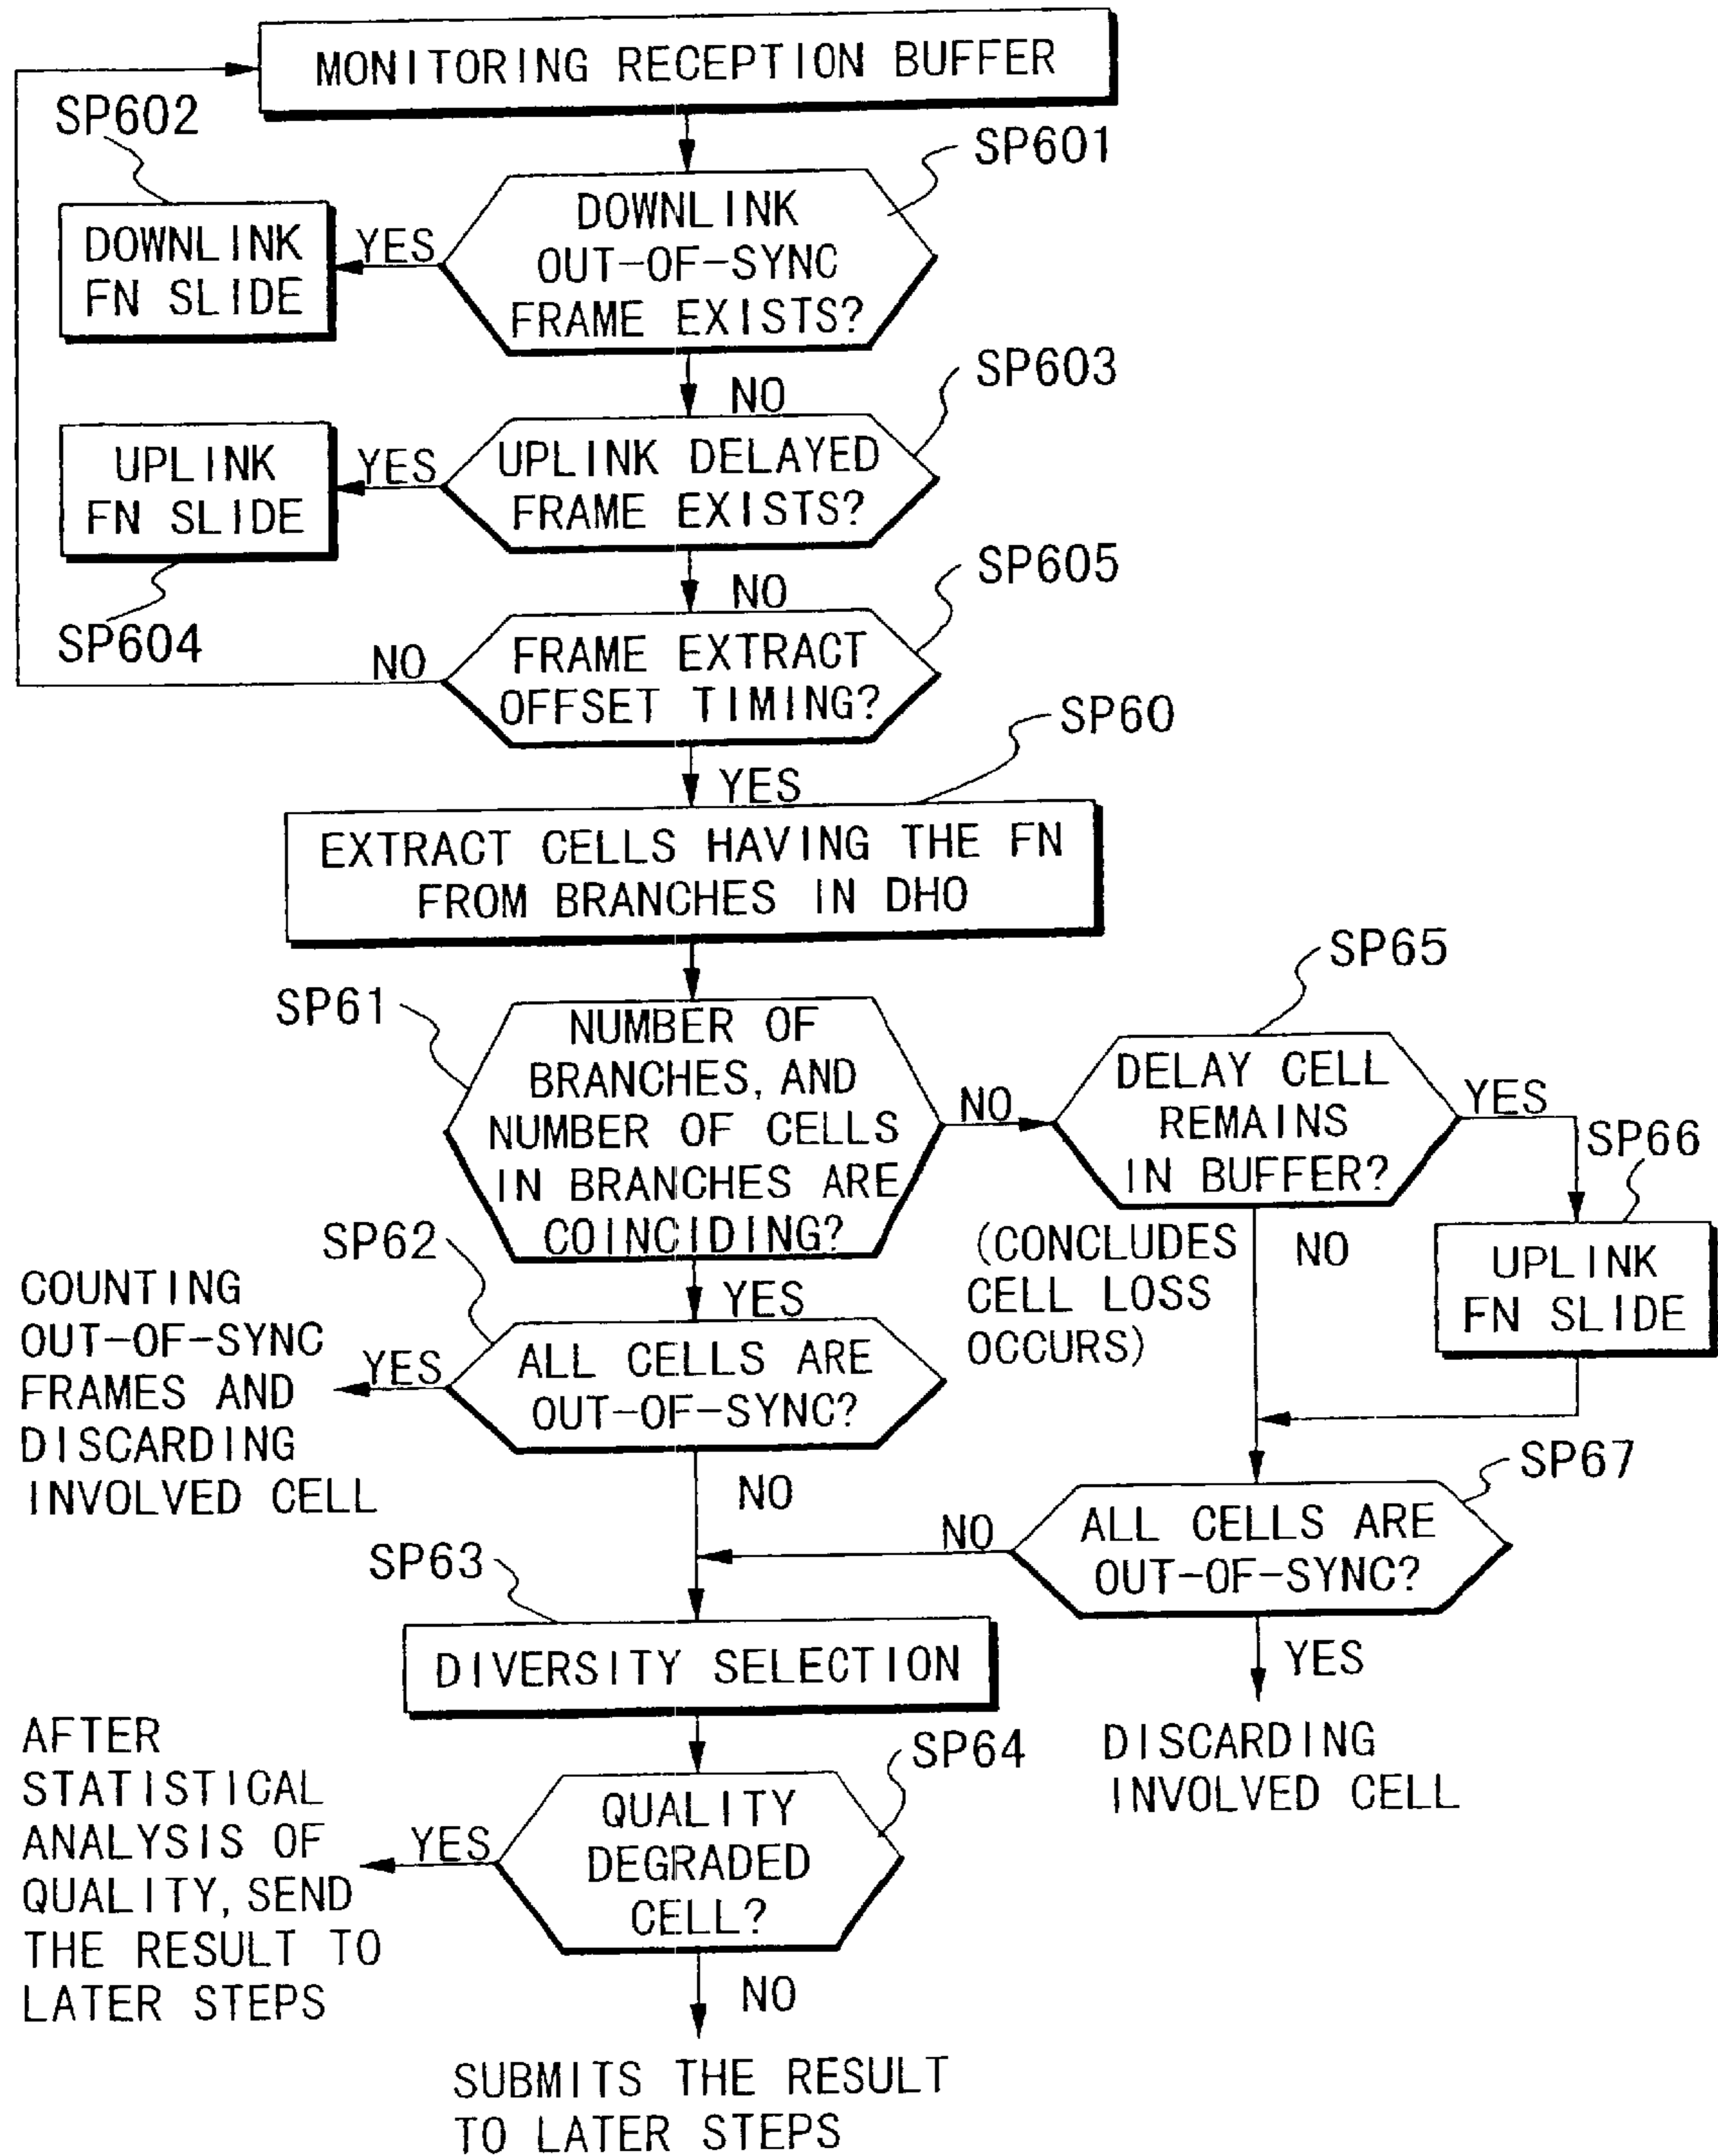 MONITORING RECEPTION BUFFER
SP602
SP601
DOWNLINK
OUT-OF-SYNC
FRAME EXISTS?
YES
DOWNLINK
FN SLIDE
NO
SP603
UPLINK DELAYED
FRAME EXISTS?
YES
UPLINK
FN SLIDE
SP604
NO
SP605
FRAME EXTRACT
OFFSET TIMING?
NO
YES
SP60
EXTRACT CELLS HAVING THE FN
FROM BRANCHES IN DHO
SP61
NUMBER OF
BRANCHES, AND
NUMBER OF CELLS
IN BRANCHES ARE
COINCIDING?
NO
SP65
DELAY CELL
REMAINS
IN BUFFER?
YES
SP66
UPLINK
FN SLIDE
(CONCLUDES
CELL LOSS
OCCURS)
NO
YES
SP62
ALL CELLS ARE
OUT-OF-SYNC?
YES
COUNTING
OUT-OF-SYNC
FRAMES AND
DISCARDING
INVOLVED CELL
NO
SP67
ALL CELLS ARE
OUT-OF-SYNC?
NO
YES
DISCARDING
INVOLVED CELL
SP63
DIVERSITY SELECTION
SP64
QUALITY
DEGRADED
CELL?
YES
AFTER
STATISTICAL
ANALYSIS OF
QUALITY, SEND
THE RESULT TO
LATER STEPS
NO
SUBMITS THE RESULT
TO LATER STEPS